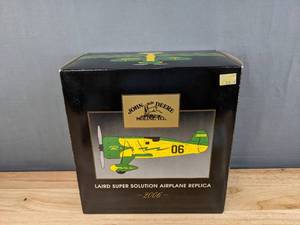 JOHN DEERE
06
LAIRD SUPER SOLUTION AIRPLANE REPLICA
2006